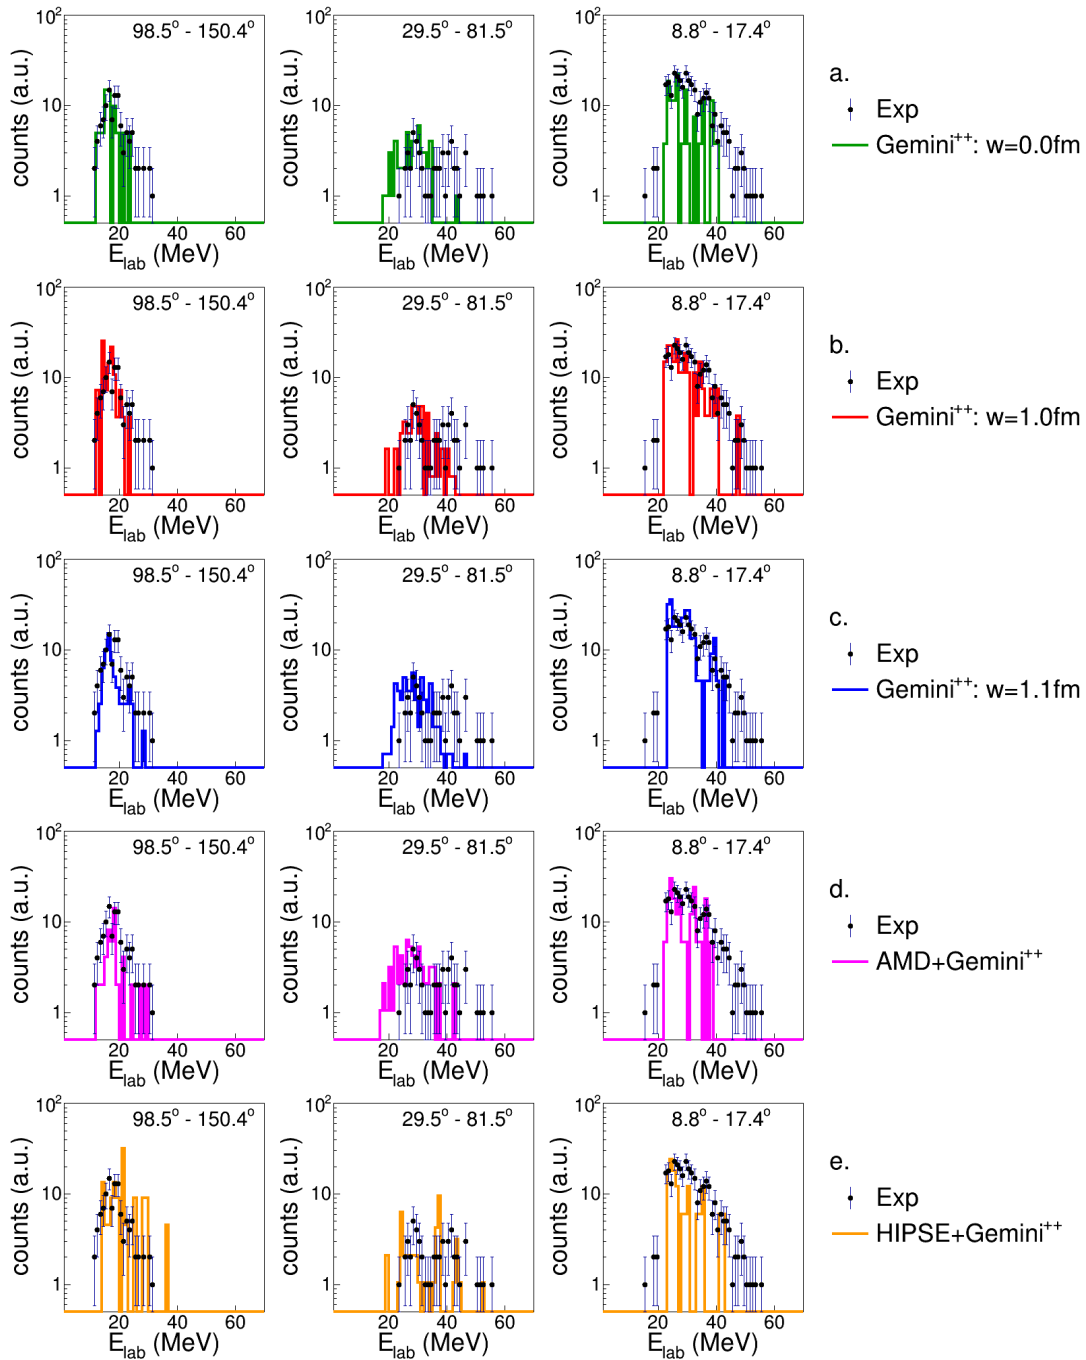 98.5° - 150.4°
29.5° - 81.5°
8.8° - 17.4°
a.
Exp
Gemini⁺⁺: w=0.0fm
counts (a.u.)
counts (a.u.)
counts (a.u.)
10²
10
1
10²
10
1
10²
10
1
20 40 60
20 40 60
20 40 60
E_lab (MeV)
E_lab (MeV)
E_lab (MeV)
98.5° - 150.4°
29.5° - 81.5°
8.8° - 17.4°
b.
Exp
Gemini⁺⁺: w=1.0fm
counts (a.u.)
counts (a.u.)
counts (a.u.)
10²
10
1
10²
10
1
10²
10
1
20 40 60
20 40 60
20 40 60
E_lab (MeV)
E_lab (MeV)
E_lab (MeV)
98.5° - 150.4°
29.5° - 81.5°
8.8° - 17.4°
c.
Exp
Gemini⁺⁺: w=1.1fm
counts (a.u.)
counts (a.u.)
counts (a.u.)
10²
10
1
10²
10
1
10²
10
1
20 40 60
20 40 60
20 40 60
E_lab (MeV)
E_lab (MeV)
E_lab (MeV)
98.5° - 150.4°
29.5° - 81.5°
8.8° - 17.4°
d.
Exp
AMD+Gemini⁺⁺
counts (a.u.)
counts (a.u.)
counts (a.u.)
10²
10
1
10²
10
1
10²
10
1
20 40 60
20 40 60
20 40 60
E_lab (MeV)
E_lab (MeV)
E_lab (MeV)
98.5° - 150.4°
29.5° - 81.5°
8.8° - 17.4°
e.
Exp
HIPSE+Gemini⁺⁺
counts (a.u.)
counts (a.u.)
counts (a.u.)
10²
10
1
10²
10
1
10²
10
1
20 40 60
20 40 60
20 40 60
E_lab (MeV)
E_lab (MeV)
E_lab (MeV)